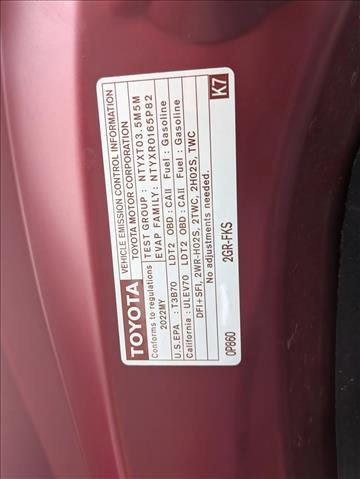 TOYOTA
VEHICLE EMISSION CONTROL INFORMATION
TOYOTA MOTOR CORPORATION
K7
Conforms to regulations
2022MY
TEST GROUP: NTYXT03.5M5M
EVAP FAMILY: NTYXR0165P82
U.S.EPA : T3B70 LDT2 OBD : CAII Fuel : Gasoline
California : ULEV70 LDT2 OBD : CAII Fuel : Gasoline
DFI+SFI, 2WR-HO2S, 2TWC, 2HO2S, TWC
No adjustments needed.
0P860
2GR-FKS